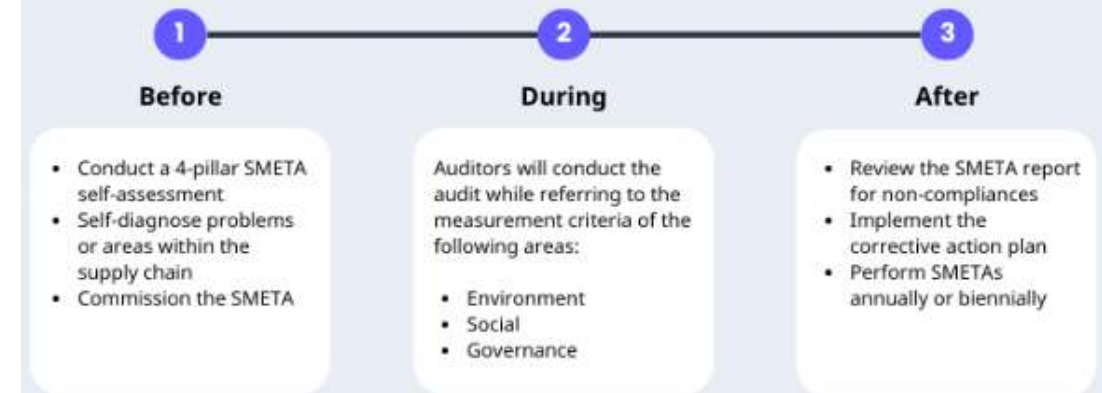 1
2
3
Before
During
After
• Conduct a 4-pillar SMETA
self-assessment
• Self-diagnose problems
or areas within the
supply chain
• Commission the SMETA
Auditors will conduct the
audit while referring to the
measurement criteria of the
following areas:
• Environment
• Social
• Governance
• Review the SMETA report
for non-compliances
• Implement the
corrective action plan
• Perform SMETAs
annually or biennially